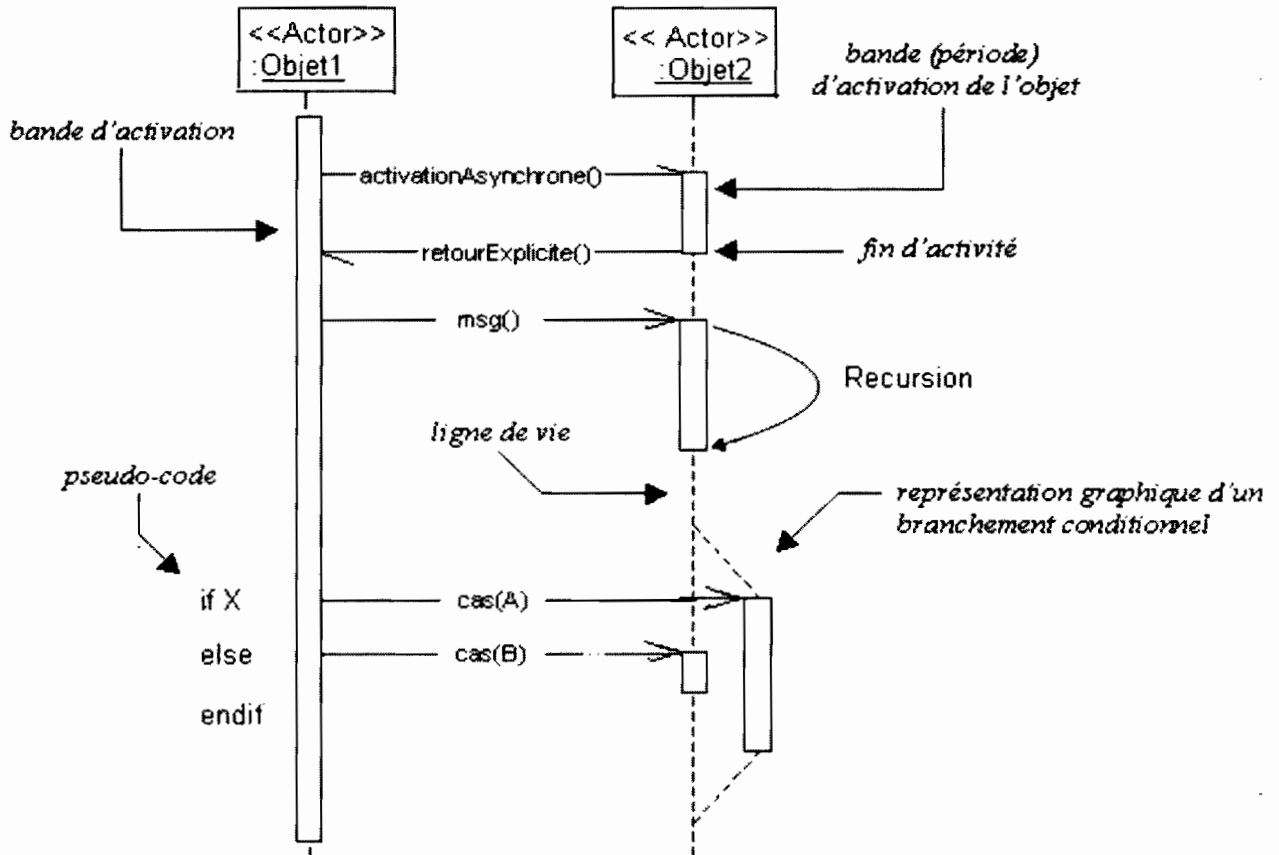 <<Actor>>
:Objet1
<< Actor>>
:Objet2
bande (période)
d'activation de l'objet
bande d'activation
activationAsynchrone()
retourExplicite()
fin d'activité
msg()
Recursion
ligne de vie
pseudo-code
représentation graphique d'un
branchement conditionnel
if X
cas(A)
else
cas(B)
endif